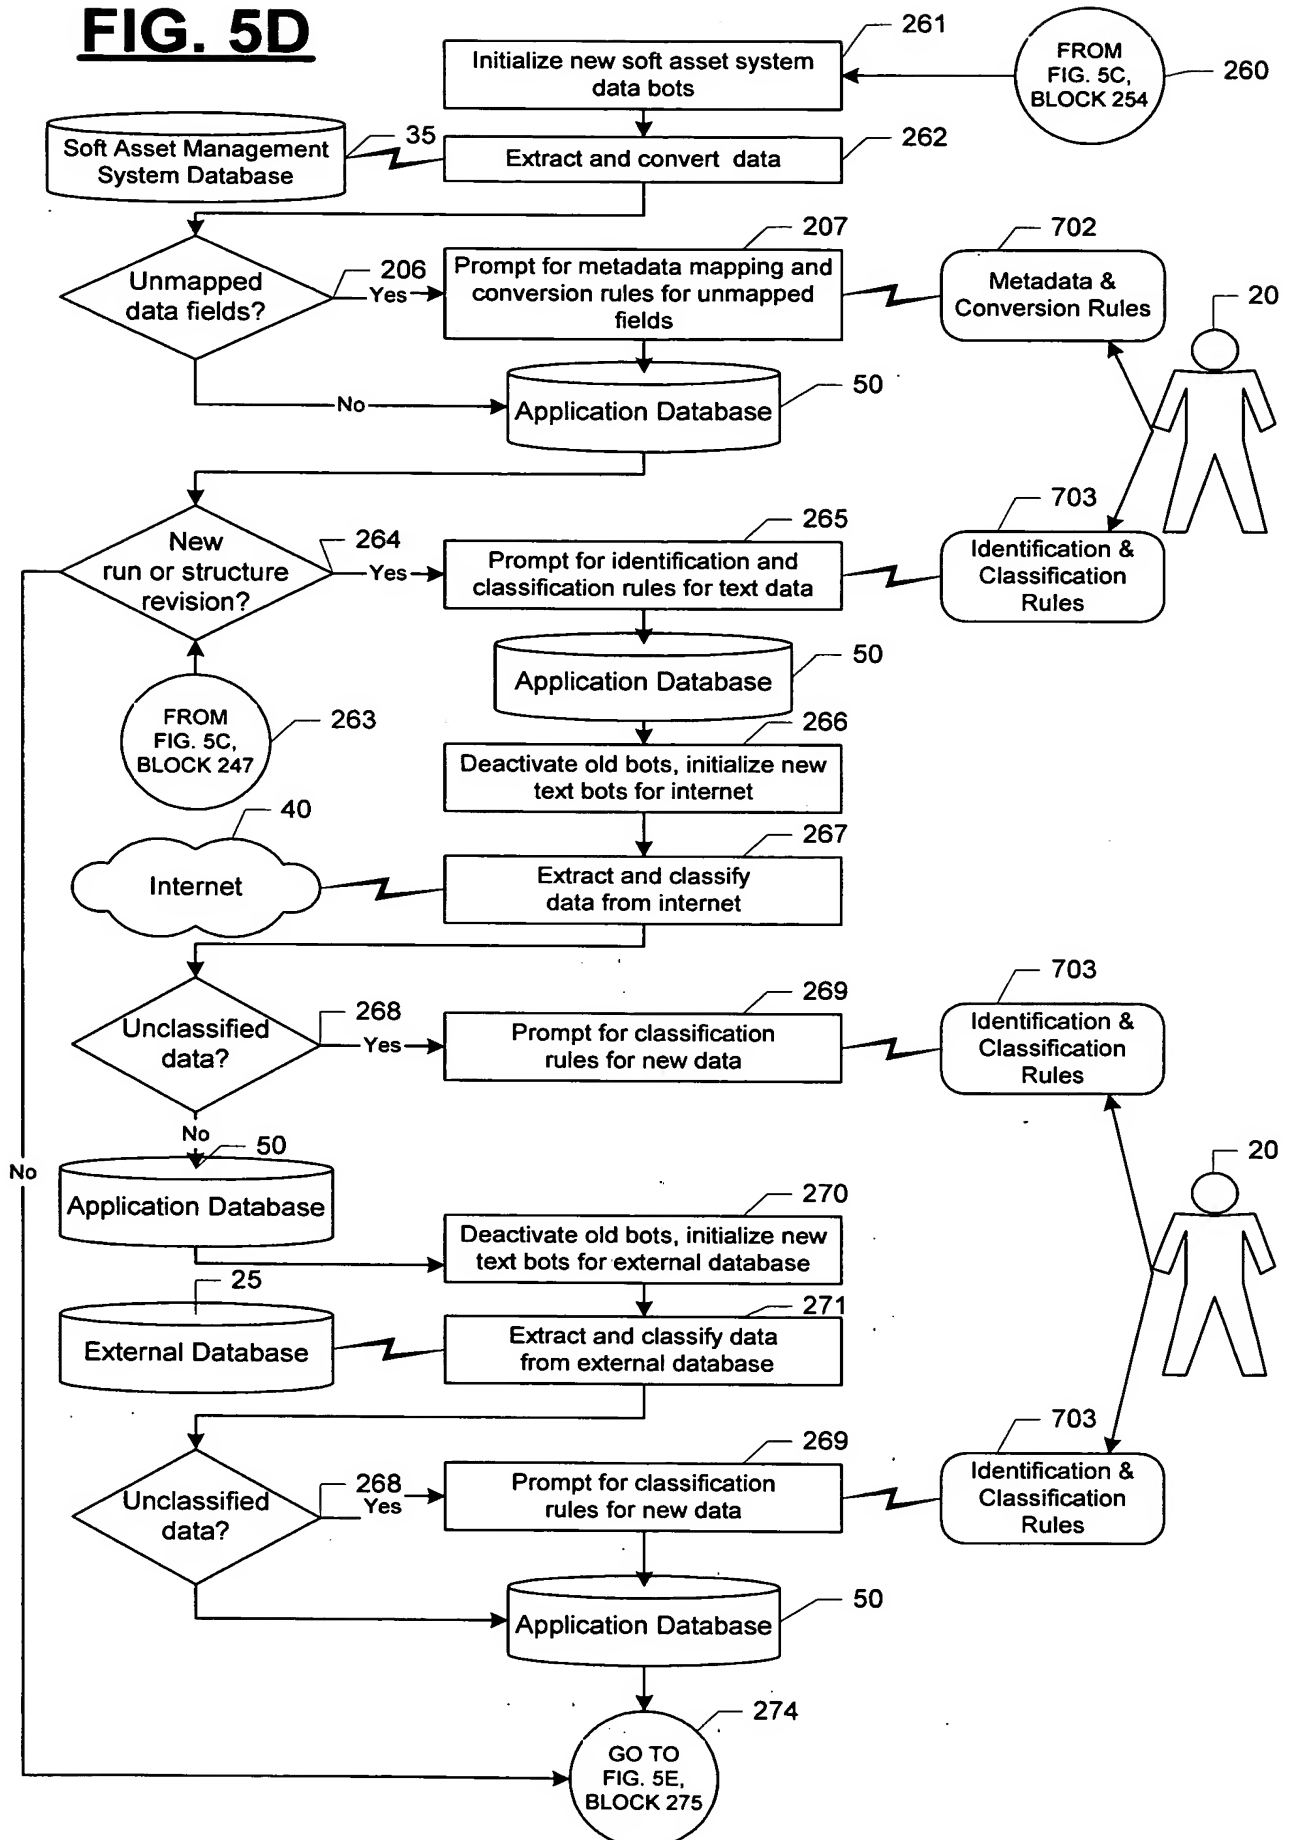 FIG. 5D
261
Initialize new soft asset system
data bots
FROM
FIG. 5C,
BLOCK 254
260
Soft Asset Management
System Database
35
Extract and convert data
262
Unmapped
data fields?
206
Yes
207
Prompt for metadata mapping and
conversion rules for unmapped
fields
702
Metadata &
Conversion Rules
20
No
Application Database
50
New
run or structure
revision?
264
Yes
265
Prompt for identification and
classification rules for text data
703
Identification &
Classification
Rules
FROM
FIG. 5C,
BLOCK 247
263
Application Database
50
266
Deactivate old bots, initialize new
text bots for internet
40
Internet
267
Extract and classify
data from internet
Unclassified
data?
268
Yes
269
Prompt for classification
rules for new data
703
Identification &
Classification
Rules
No
No
50
Application Database
20
270
Deactivate old bots, initialize new
text bots for external database
25
External Database
271
Extract and classify data
from external database
Unclassified
data?
268
Yes
269
Prompt for classification
rules for new data
703
Identification &
Classification
Rules
Application Database
50
274
GO TO
FIG. 5E,
BLOCK 275